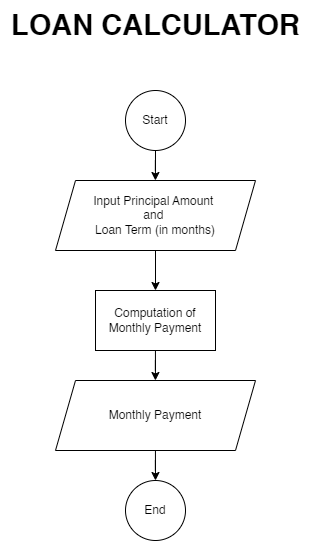 LOAN CALCULATOR
Start
Input Principal Amount
and
Loan Term (in months)
Computation of
Monthly Payment
Monthly Payment
End